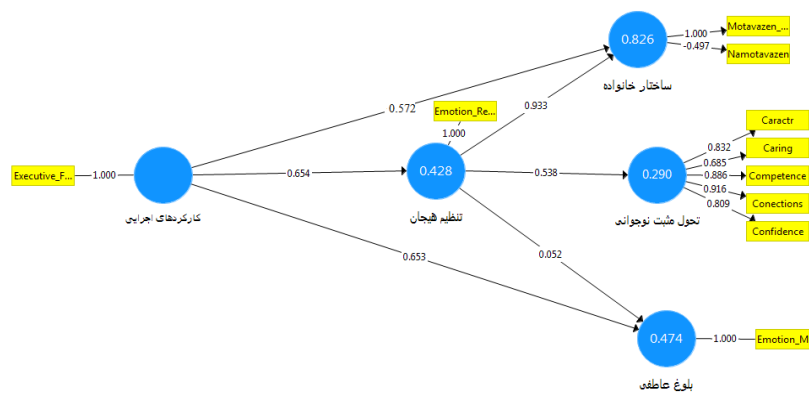 0.826
Motavazen_...
1.000
-0.497
Namotavazen
ساختار خانواده
0.572
0.933
Emotion_Re...
1.000
Executive_F...
1.000
0.654
0.428
0.538
0.290
کارکردهای اجرایی
تنظیم هیجان
تحول مثبت نوجوانی
Caractr
0.832
Caring
0.685
Competence
0.886
0.916
Conections
0.809
Confidence
0.653
0.052
0.474
1.000
Emotion_M
بلوغ عاطفی